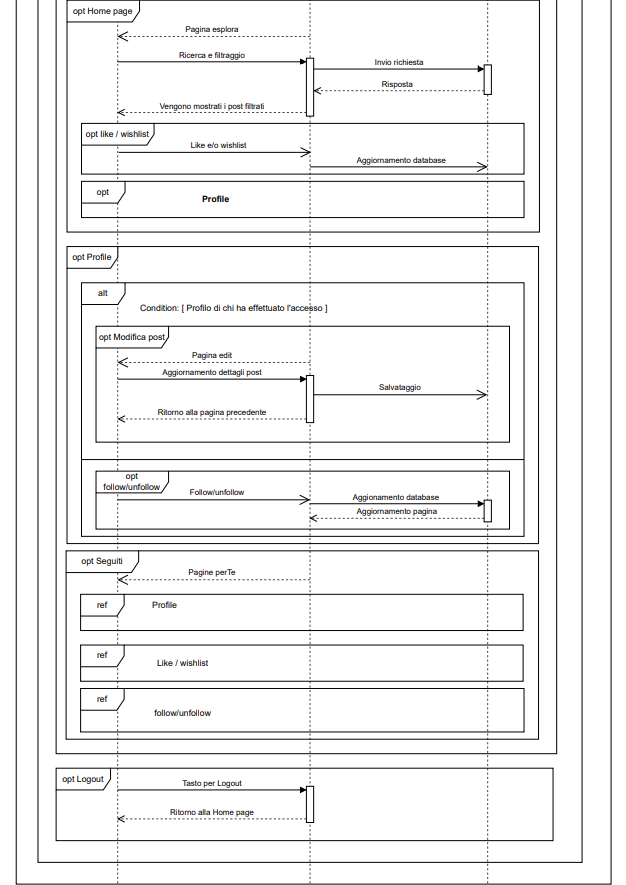 opt Home page
Pagina esplora
Ricerca e filtraggio
Invio richiesta
Risposta
Vengono mostrati i post filtrati
opt like / wishlist
Like e/o wishlist
Aggiornamento database
opt
Profile
opt Profile
alt
Condition: [ Profilo di chi ha effettuato l'accesso ]
opt Modifica post
Pagina edit
Aggiornamento dettagli post
Salvataggio
Ritorno alla pagina precedente
opt
follow/unfollow
Follow/unfollow
Aggionamento database
Aggiornamento pagina
opt Seguiti
Pagine perTe
ref
Profile
ref
Like / wishlist
ref
follow/unfollow
opt Logout
Tasto per Logout
Ritorno alla Home page